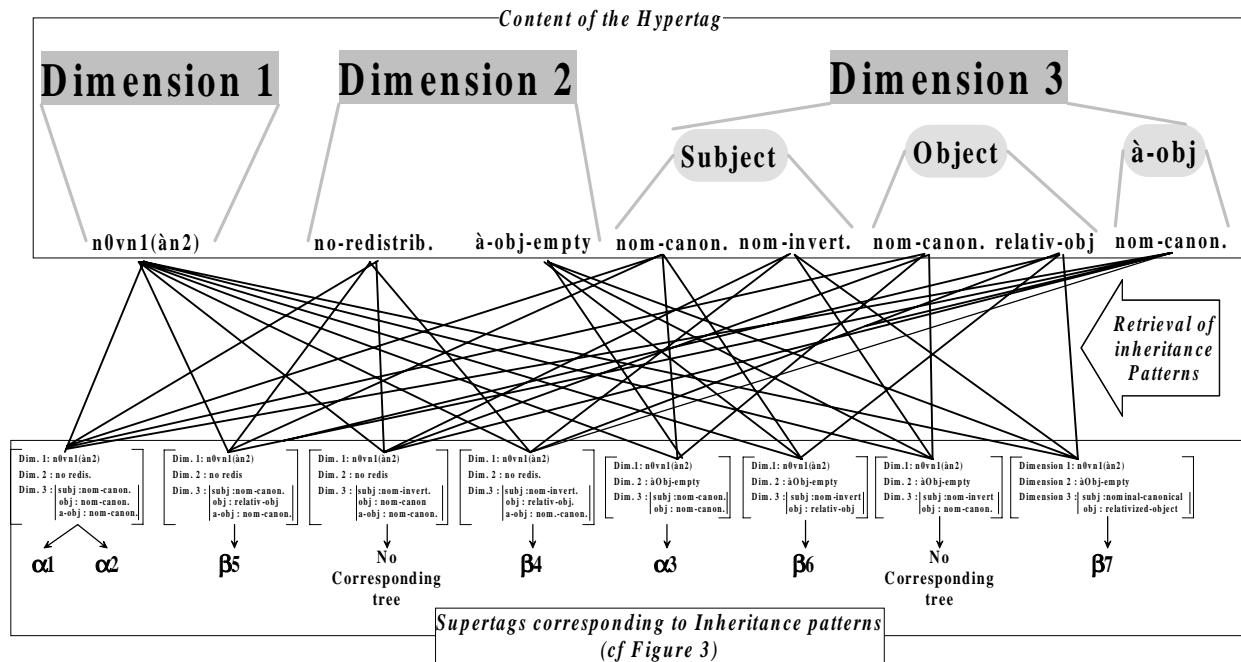 Content of the Hypertag
Dimension 1
Dimension 2
Dimension 3
Subject
Object
à-obj
n0vn1(àn2)
no-redistrib.
à-obj-empty
nom-canon.
nom-invert.
nom-canon.
relativ-obj
nom-canon.
Retrieval of
inheritance
Patterns
Dim. 1: n0vn1(àn2)
Dim. 2 : no redis.
Dim. 3 : subj :nom-canon.
obj : nom-canon.
a-obj : nom-canon.
α1
α2
Dim. 1: n0vn1(àn2)
Dim. 2 : no redis
Dim. 3 : subj :nom-canon.
obj : relativ-obj
a-obj : nom-canon.
β5
Dim. 1: n0vn1(àn2)
Dim. 2 : no redis
Dim. 3 : subj :nom-invert.
obj : nom-canon
a-obj : nom-canon.
No
Corresponding
tree
Dim. 1: n0vn1(àn2)
Dim. 2 : no redis.
Dim.3 : subj :nom-invert.
obj : relativ-obj.
a-obj : nom.-canon.
β4
Dim. 1: n0vn1(àn2)
Dim. 2 : àObj-empty
Dim. 3 : subj :nom-canon.
obj : nom-canon.
α3
Dim. 1: n0vn1(àn2)
Dim. 2 : àObj-empty
Dim. 3 : subj :nom-invert
obj : relativ-obj
β6
Dim.1: n0vn1(àn2)
Dim. 2 : àObj-empty
Dim. 3 : subj :nom-invert
obj : nom-canon.
No
Corresponding
tree
Dimension 1: n0vn1(àn2)
Dimension 2 : àObj-empty
Dimension 3 : subj :nominal-canonical
obj : relativized-object
β7
Supertags corresponding to Inheritance patterns
(cf Figure 3)